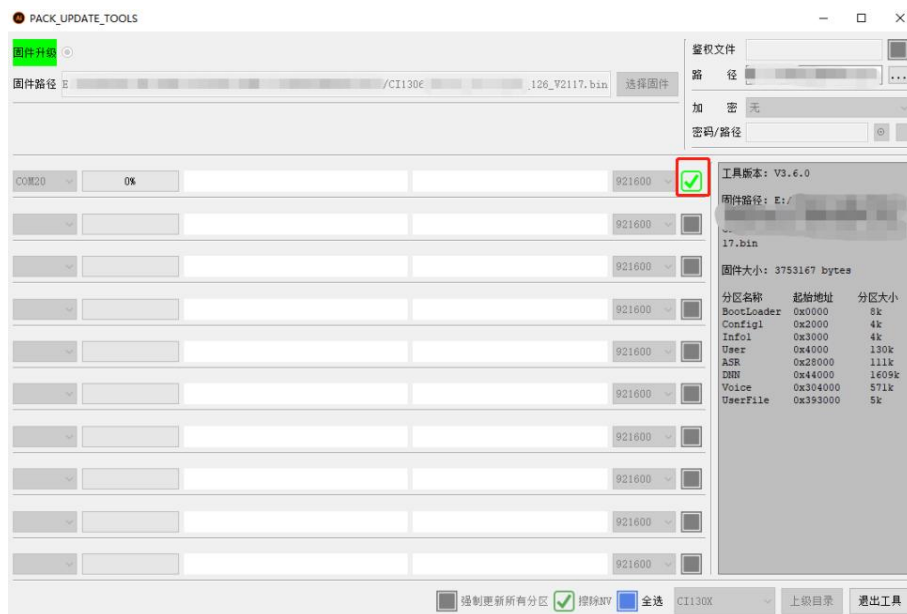 PACK_UPDATE_TOOLS
固件升级
固件路径 E /CI130 126_V2117.bin 选择固件
鉴权文件
路 径 ...
加 密 无
密码/路径
COM20 0% 921600
921600
921600
921600
921600
921600
921600
921600
921600
921600
工具版本: V3.6.0
固件路径: E:/
17.bin
固件大小: 3753167 bytes
分区名称 起始地址 分区大小
BootLoader 0x0000 8k
Config1 0x2000 4k
Info1 0x3000 4k
User 0x4000 130k
ASR 0x28000 111k
DNN 0x44000 1609k
Voice 0x304000 571k
UserFile 0x393000 5k
强制更新所有分区 擦除NV 全选 CI130X 上级目录 退出工具